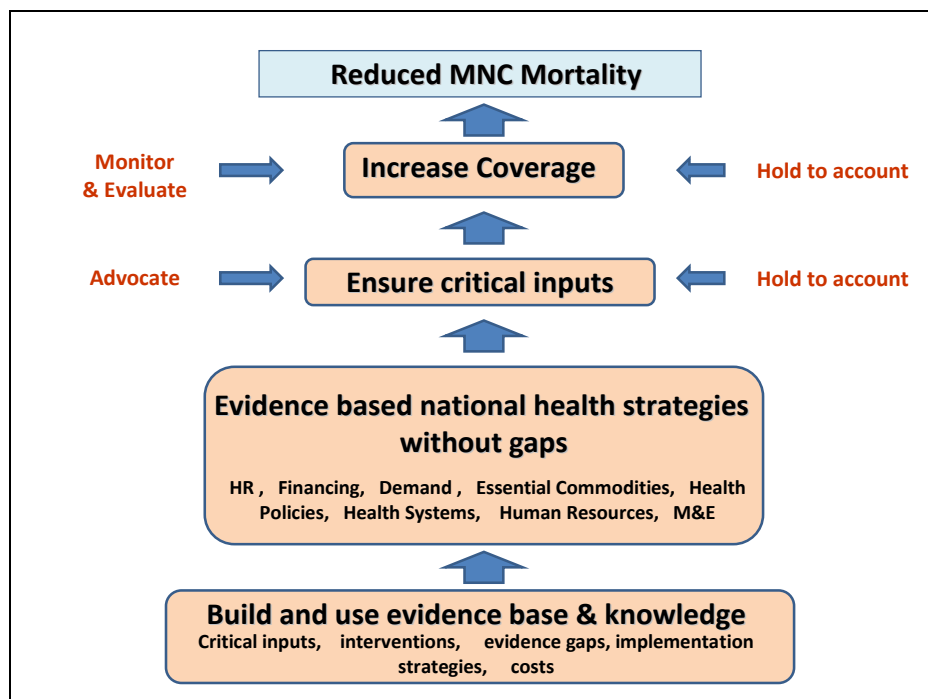 Reduced MNC Mortality
Monitor
& Evaluate
Increase Coverage
Hold to account
Advocate
Ensure critical inputs
Hold to account
Evidence based national health strategies
without gaps
HR , Financing, Demand , Essential Commodities, Health
Policies, Health Systems, Human Resources, M&E
Build and use evidence base & knowledge
Critical inputs, interventions, evidence gaps, implementation
strategies, costs